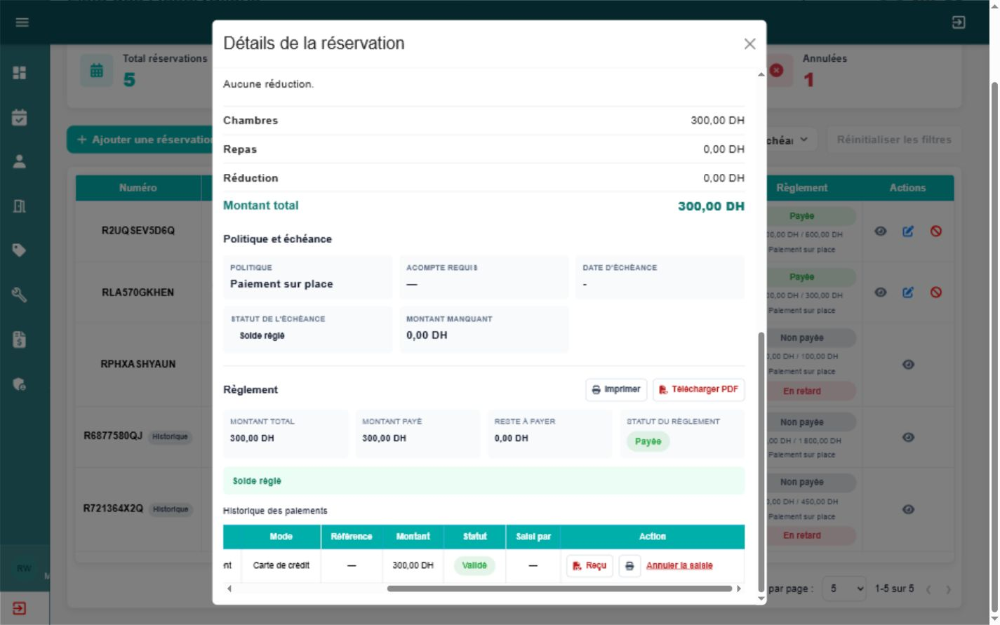 Détails de la réservation
Total réservations
5
Annulées
1
Aucune réduction.
Chambres 300,00 DH
Repas 0,00 DH
Réduction 0,00 DH
Montant total 300,00 DH
+ Ajouter une réservation
Réinitialiser les filtres
Numéro Règlement Actions
R2UQSEV5D6Q
Payée
00,00 DH / 600,00 DH
Paiement sur place
RLA570GKHEN
Payée
00,00 DH / 300,00 DH
Paiement sur place
RPHXASHYAUN
Non payée
0,00 DH / 100,00 DH
Paiement sur place
En retard
R6877580QJ Historique
Non payée
,00 DH / 1 800,00 DH
Paiement sur place
R721364X2Q Historique
Non payée
0,00 DH / 450,00 DH
Paiement sur place
En retard
Politique et échéance
POLITIQUE
Paiement sur place
ACOMPTE REQUIS
—
DATE D'ÉCHÉANCE
-
STATUT DE L'ÉCHÉANCE
Solde réglé
MONTANT MANQUANT
0,00 DH
Règlement
Imprimer
Télécharger PDF
MONTANT TOTAL
300,00 DH
MONTANT PAYÉ
300,00 DH
RESTE À PAYER
0,00 DH
STATUT DU RÈGLEMENT
Payée
Solde réglé
Historique des paiements
Mode Référence Montant Statut Saisi par Action
nt Carte de crédit — 300,00 DH Validé — Reçu Annuler la saisie
RW
par page : 5 1-5 sur 5